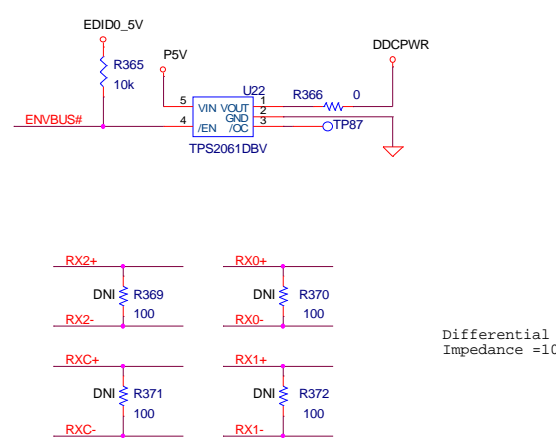 EDID0_5V
R365
10k
P5V
DDCPWR
U22
R366 0
5 VIN VOUT 1
GND 2
ENVBUS# 4 /EN /OC 3 TP87
TPS2061DBV
RX2+ RX0+
DNI R369 DNI R370
100 100
RX2- RX0-
Differential
Impedance =10
RXC+ RX1+
DNI R371 DNI R372
100 100
RXC- RX1-